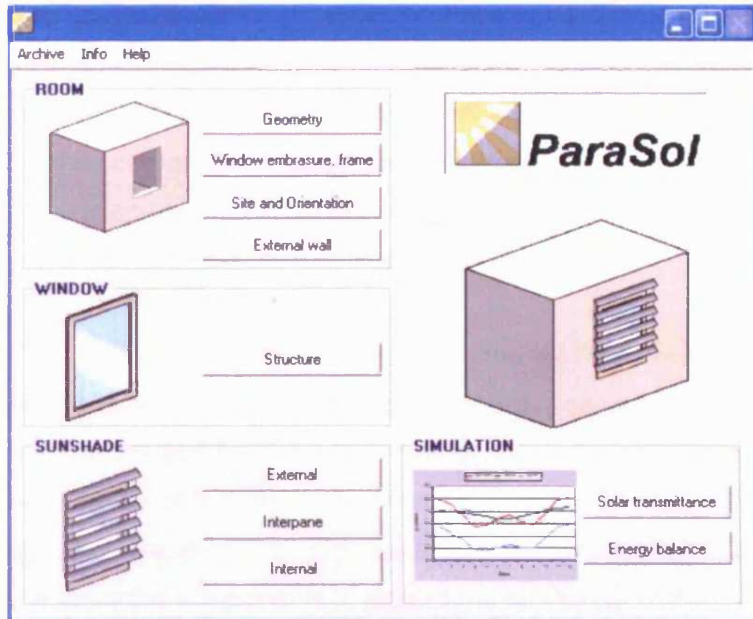 Archive Info Help
ROOM
Geometry
Window embrasure, frame
Site and Orientation
External wall
ParaSol
WINDOW
Structure
SUNSHADE
External
Interpane
Internal
SIMULATION
Solar transmittance
Energy balance